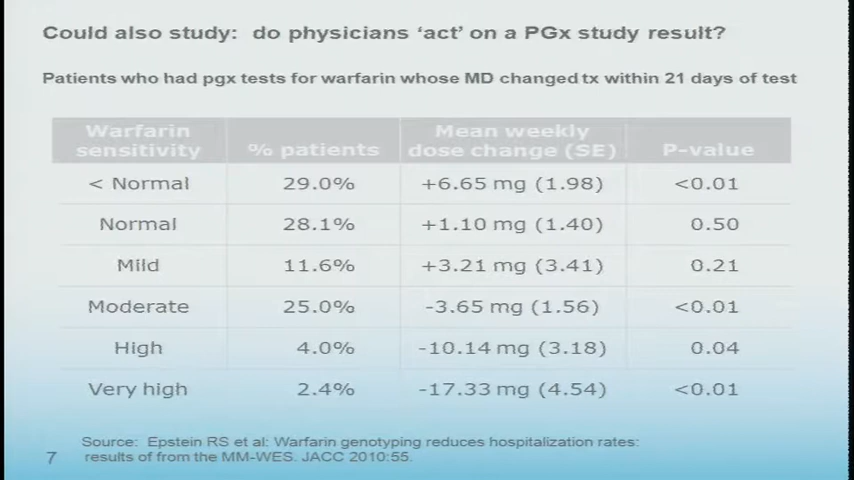 Could also study: do physicians ‘act’ on a PGx study result?
Patients who had pgx tests for warfarin whose MD changed tx within 21 days of test
Warfarin sensitivity % patients Mean weekly dose change (SE) P-value
< Normal 29.0% +6.65 mg (1.98) <0.01
Normal 28.1% +1.10 mg (1.40) 0.50
Mild 11.6% +3.21 mg (3.41) 0.21
Moderate 25.0% -3.65 mg (1.56) <0.01
High 4.0% -10.14 mg (3.18) 0.04
Very high 2.4% -17.33 mg (4.54) <0.01
Source: Epstein RS et al: Warfarin genotyping reduces hospitalization rates:
7 results of from the MM-WES. JACC 2010:55.